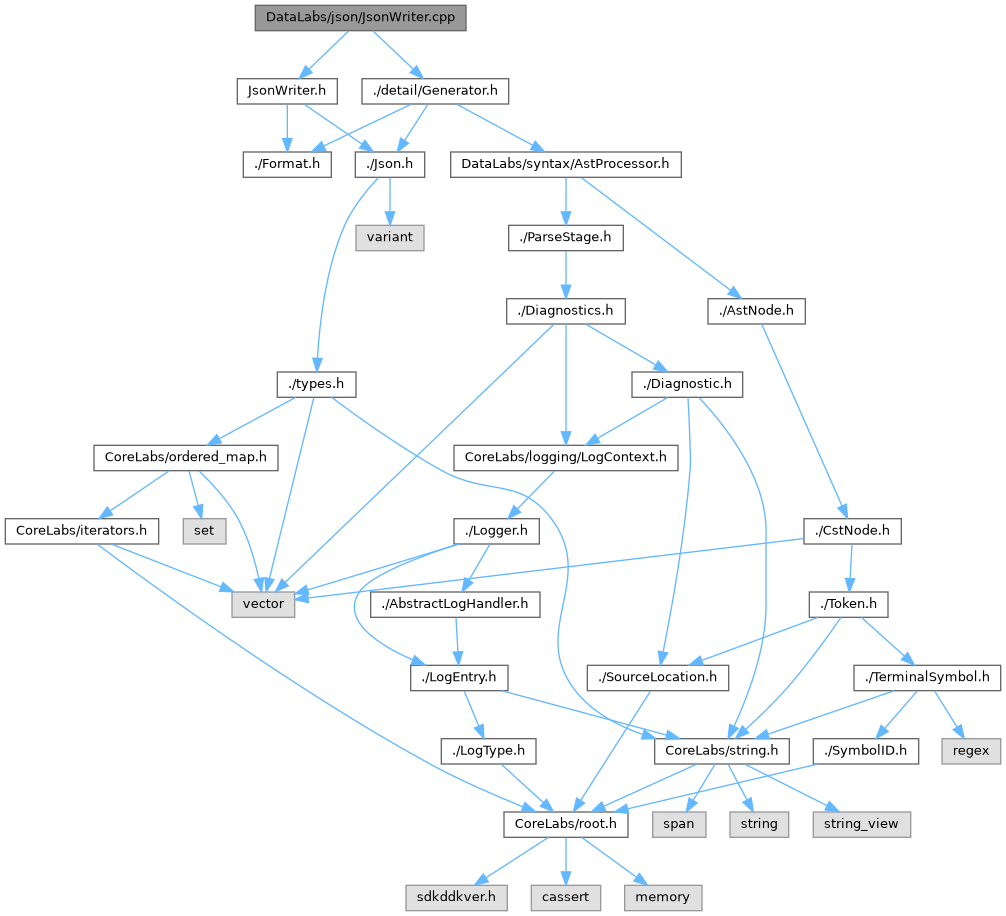 DataLabs/json/JsonWriter.cpp
JsonWriter.h
./detail/Generator.h
./Format.h
./Json.h
DataLabs/syntax/AstProcessor.h
variant
./ParseStage.h
./Diagnostics.h
./AstNode.h
./types.h
./Diagnostic.h
CoreLabs/ordered_map.h
CoreLabs/logging/LogContext.h
CoreLabs/iterators.h
set
./Logger.h
./CstNode.h
vector
./AbstractLogHandler.h
./Token.h
./LogEntry.h
./SourceLocation.h
./TerminalSymbol.h
./LogType.h
CoreLabs/string.h
./SymbolID.h
regex
CoreLabs/root.h
span
string
string_view
sdkddkver.h
cassert
memory